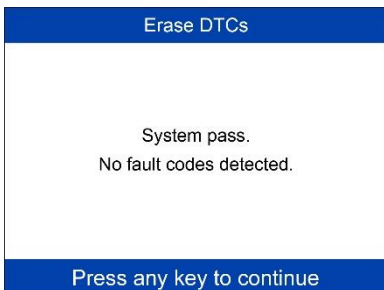 Erase DTCs
System pass.
No fault codes detected.
Press any key to continue